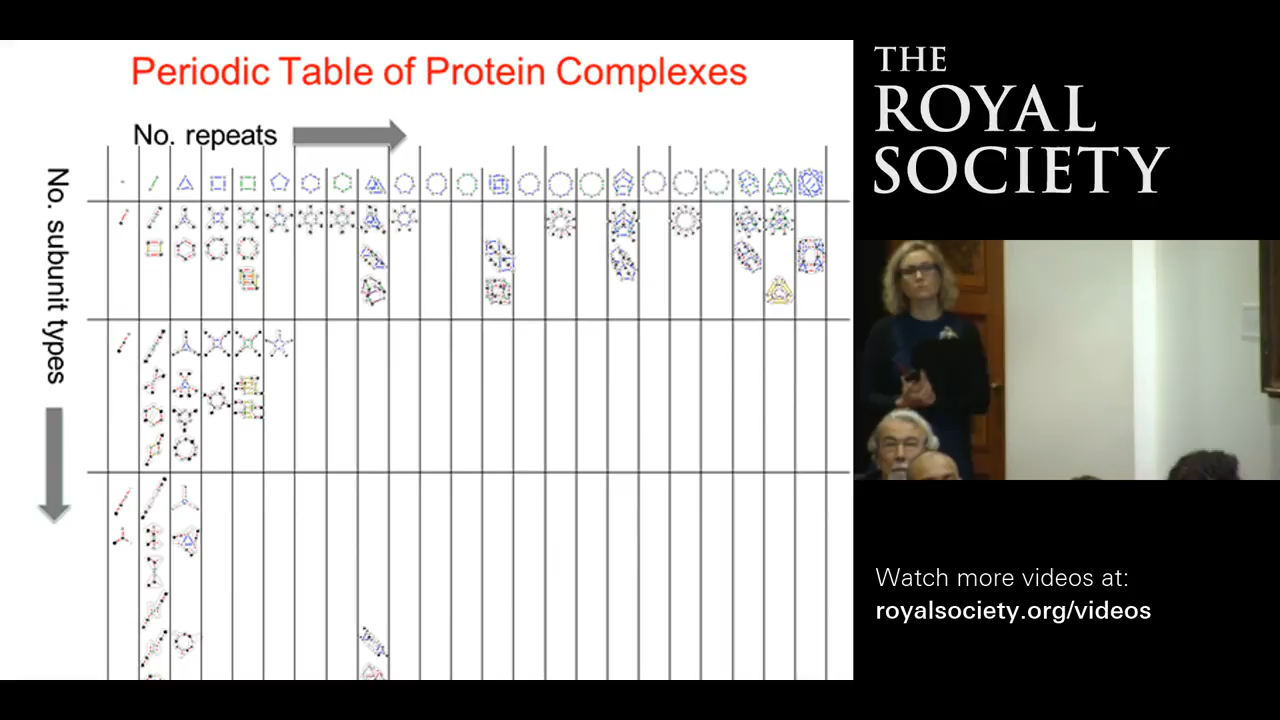 Periodic Table of Protein Complexes
No. repeats
No. subunit types
THE
ROYAL
SOCIETY
Watch more videos at:
royalsociety.org/videos